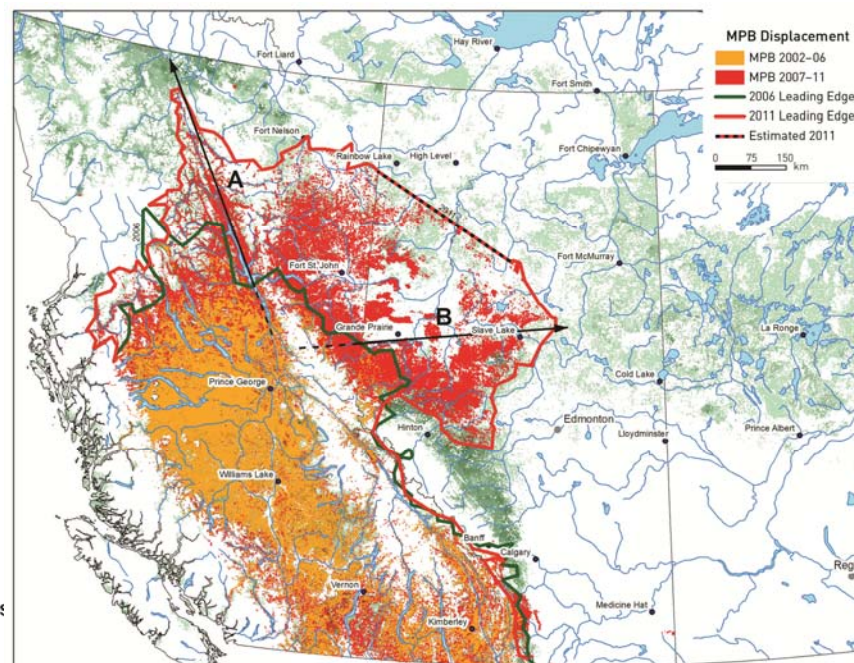 MPB Displacement
MPB 2002–06
MPB 2007–11
2006 Leading Edge
2011 Leading Edge
Estimated 2011
0 75 150
km
Fort Liard
Hay River
Fort Smith
Fort Nelson
Rainbow Lake
High Level
Fort Chipewyan
A
2011
2006
Fort St. John
Fort McMurray
B
Grande Prairie
Slave Lake
La Ronge
Prince George
Cold Lake
Hinton
Edmonton
Lloydminster
Prince Albert
Williams Lake
Banff
Calgary
Reg
Vernon
Medicine Hat
Kimberley